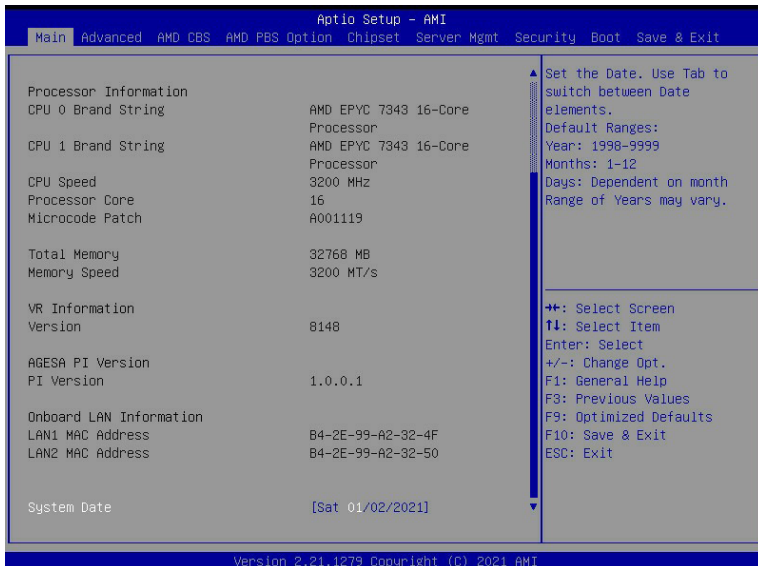 Aptio Setup – AMI
Main Advanced AMD CBS AMD PBS Option Chipset Server Mgmt Security Boot Save & Exit
Processor Information
CPU 0 Brand String AMD EPYC 7343 16-Core
Processor
CPU 1 Brand String AMD EPYC 7343 16-Core
Processor
CPU Speed 3200 MHz
Processor Core 16
Microcode Patch A001119
Total Memory 32768 MB
Memory Speed 3200 MT/s
VR Information
Version 8148
AGESA PI Version
PI Version 1.0.0.1
Onboard LAN Information
LAN1 MAC Address B4-2E-99-A2-32-4F
LAN2 MAC Address B4-2E-99-A2-32-50
System Date [Sat 01/02/2021]
Set the Date. Use Tab to
switch between Date
elements.
Default Ranges:
Year: 1998-9999
Months: 1-12
Days: Dependent on month
Range of Years may vary.
→←: Select Screen
↑↓: Select Item
Enter: Select
+/-: Change Opt.
F1: General Help
F3: Previous Values
F9: Optimized Defaults
F10: Save & Exit
ESC: Exit
Version 2.21.1279 Copyright (C) 2021 AMI